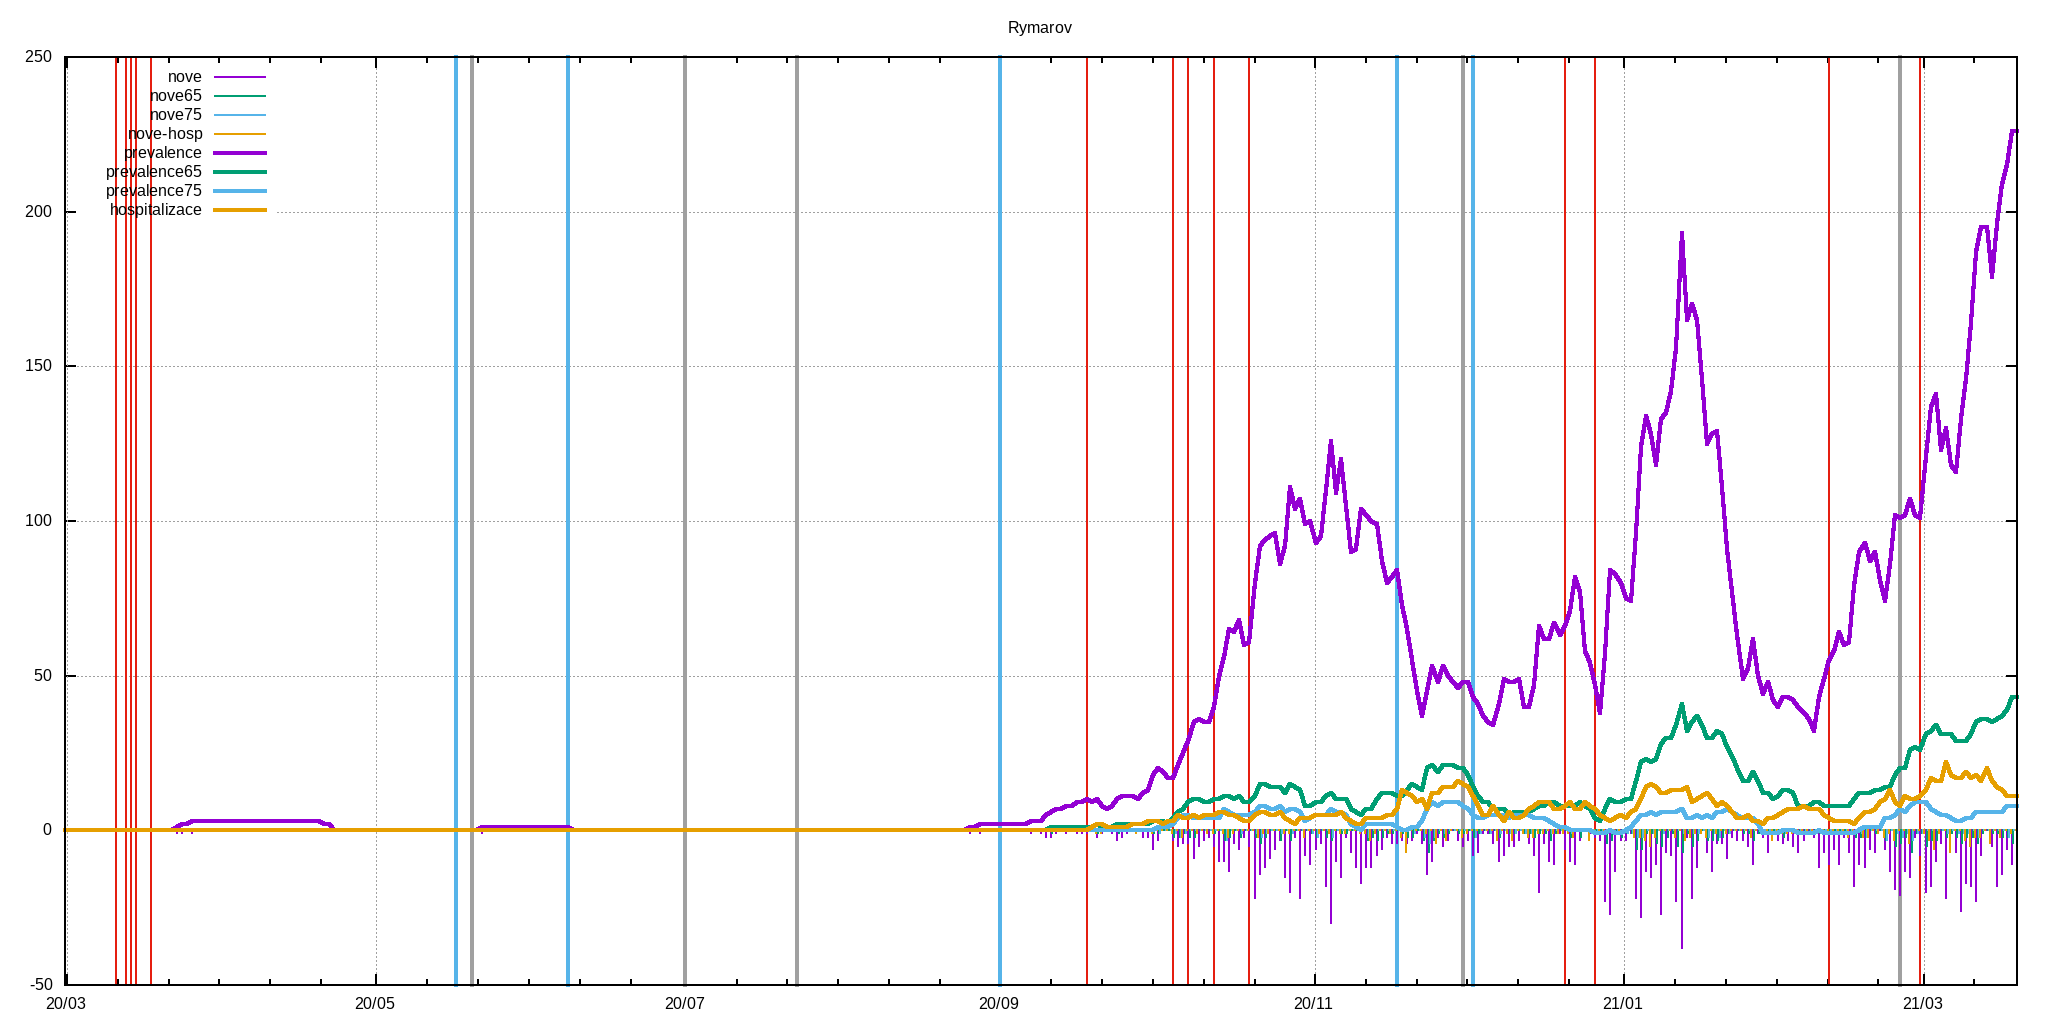 Rymarov
250
200
150
100
50
0
-50
nove
nove65
nove75
nove-hosp
prevalence
prevalence65
prevalence75
hospitalizace
20/03 20/05 20/07 20/09 20/11 21/01 21/03